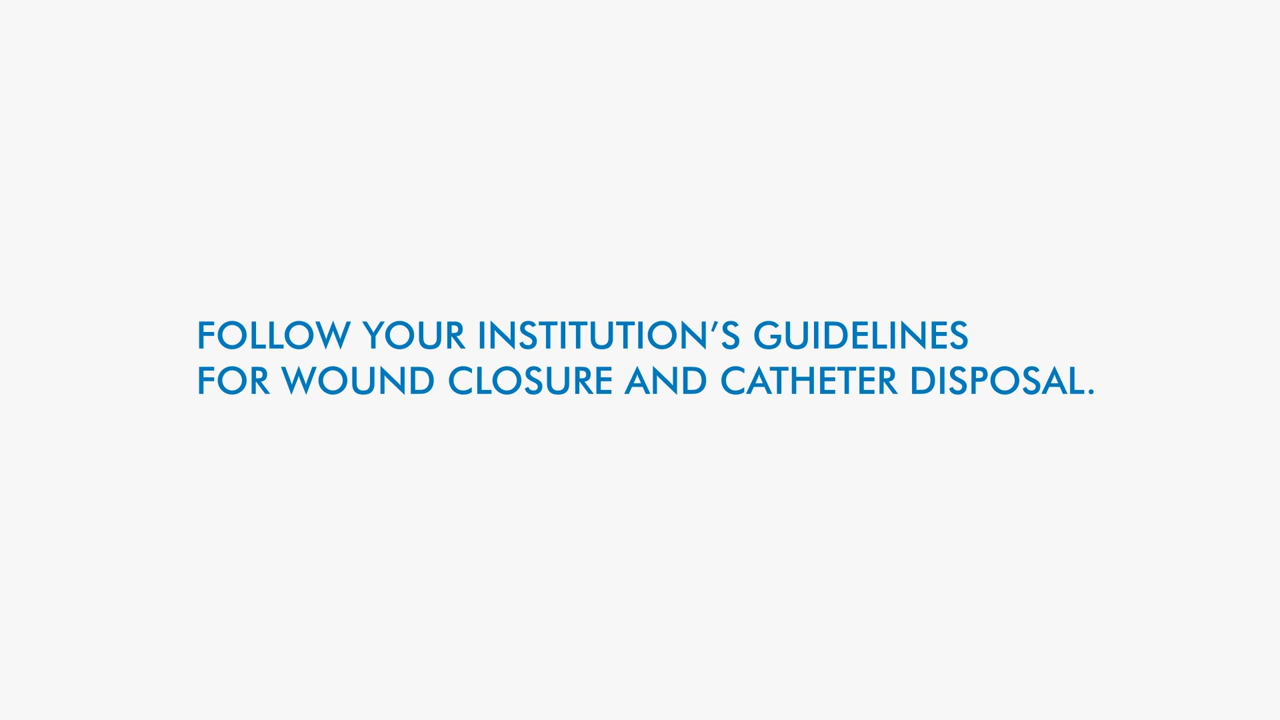 FOLLOW YOUR INSTITUTION’S GUIDELINES
FOR WOUND CLOSURE AND CATHETER DISPOSAL.